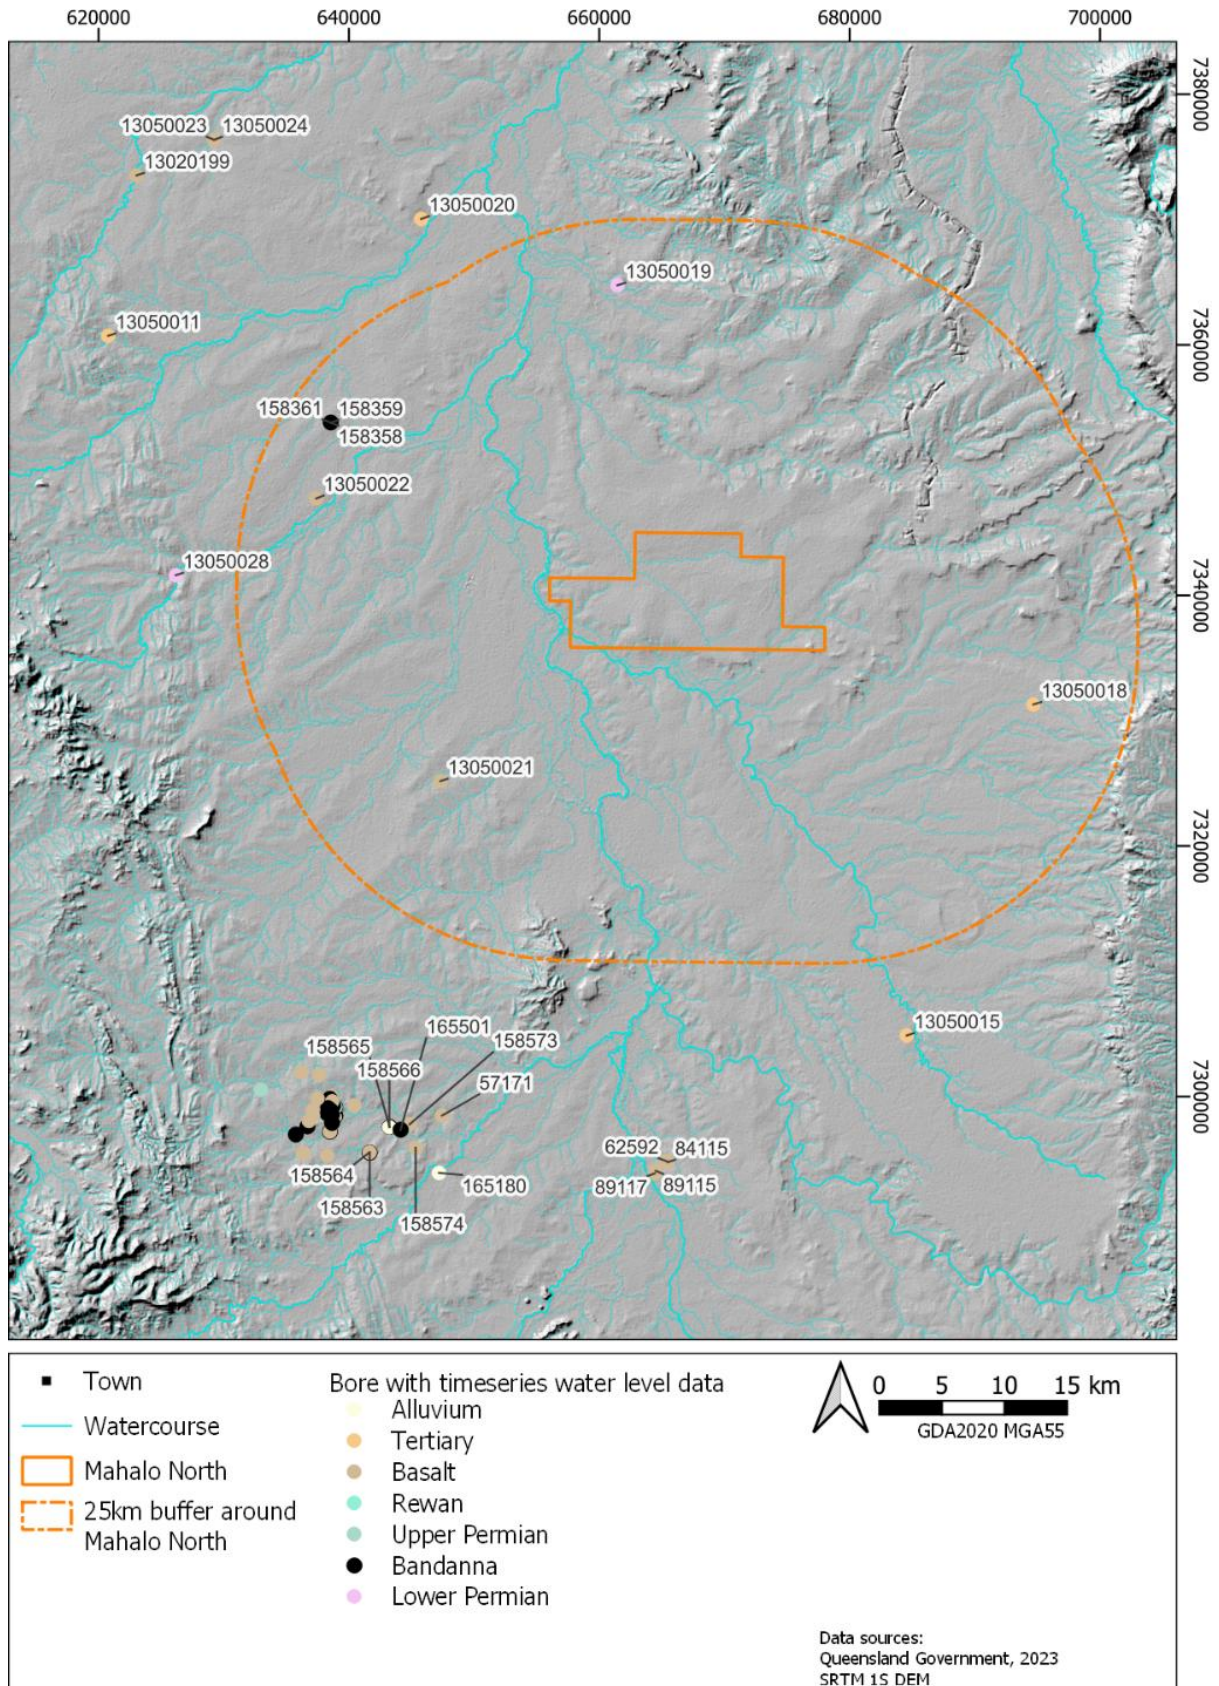 620000 640000 660000 680000 700000
7380000
13050023 13050024
13020199
13050020
13050019
7360000
13050011
158361 158359
158358
13050022
13050028
7340000
13050018
13050021
7320000
165501
158573
13050015
158565
158566
57171
7300000
62592 84115
158564
89117 89115
165180
158563
158574
Town
Watercourse
Mahalo North
25km buffer around
Mahalo North
Bore with timeseries water level data
Alluvium
Tertiary
Basalt
Rewan
Upper Permian
Bandanna
Lower Permian
0 5 10 15 km
GDA2020 MGA55
Data sources:
Queensland Government, 2023
SRTM 1S DEM